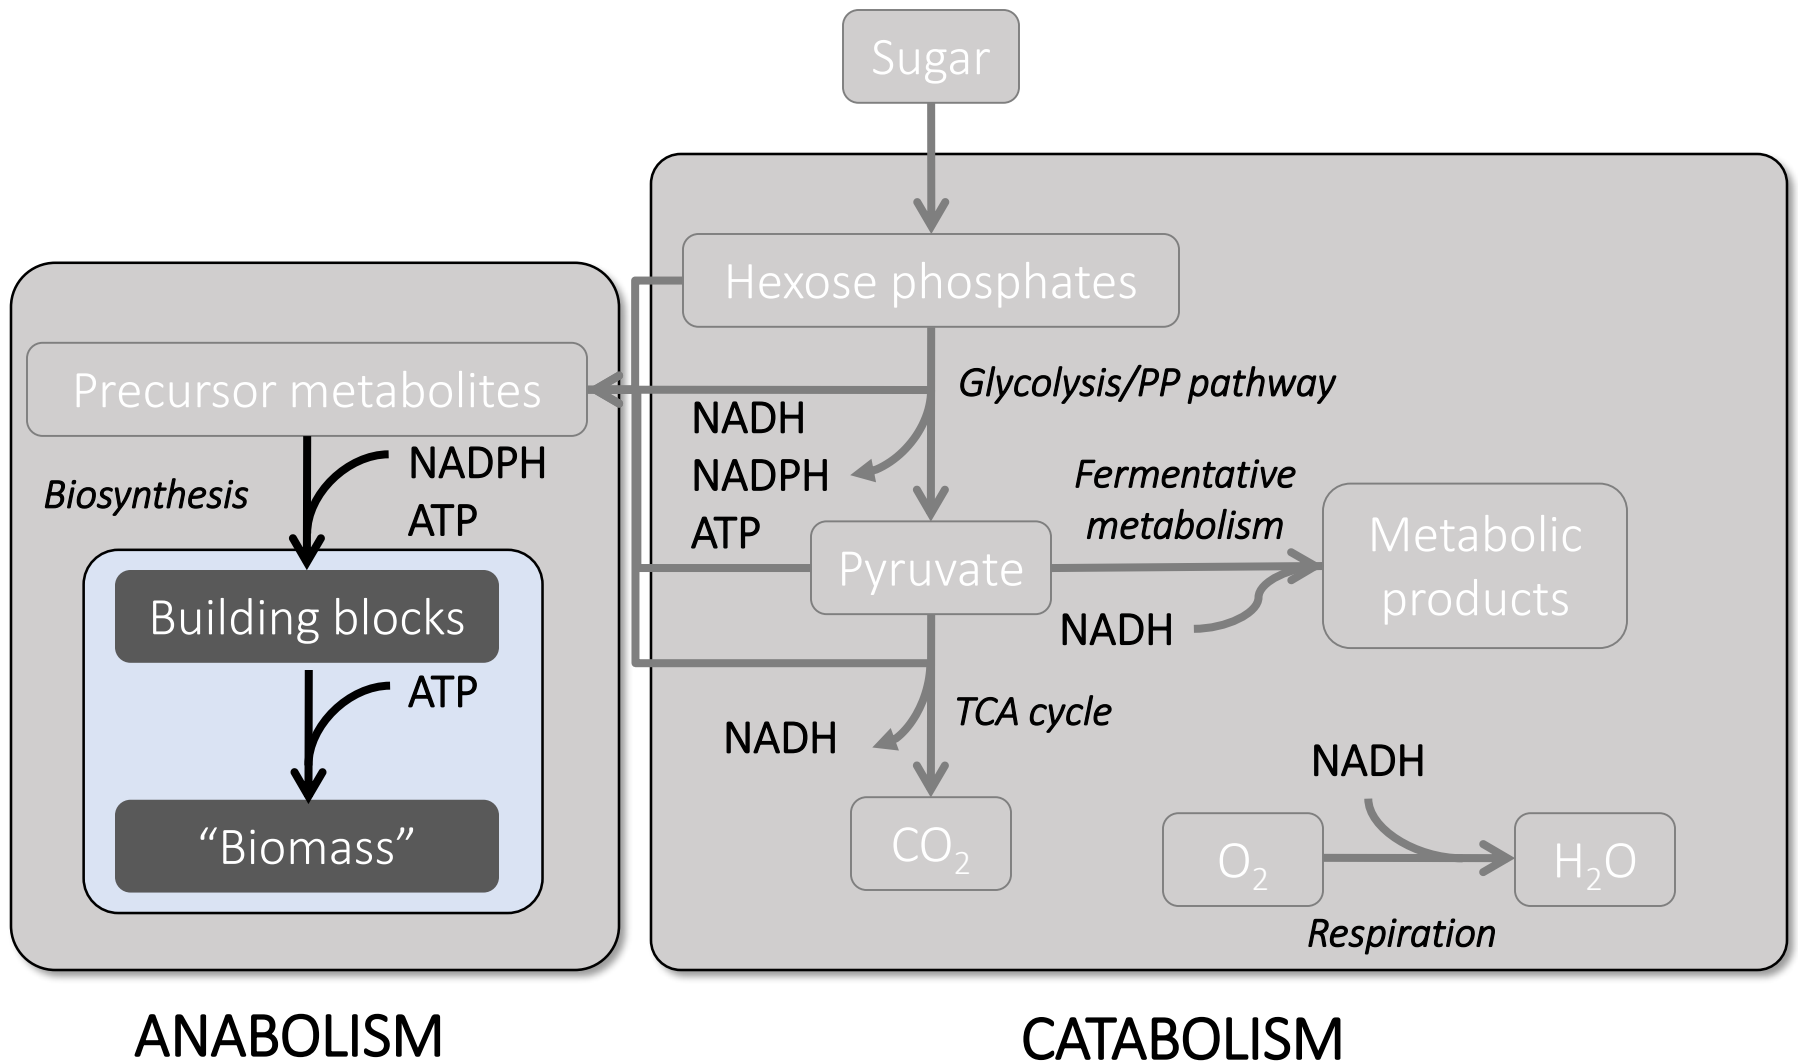 Sugar
Hexose phosphates
Precursor metabolites
Glycolysis/PP pathway
NADH
NADPH
ATP
NADPH
ATP
Biosynthesis
Fermentative
metabolism
Metabolic
products
Pyruvate
NADH
Building blocks
ATP
TCA cycle
NADH
NADH
"Biomass"
CO₂
O₂
H₂O
Respiration
ANABOLISM
CATABOLISM